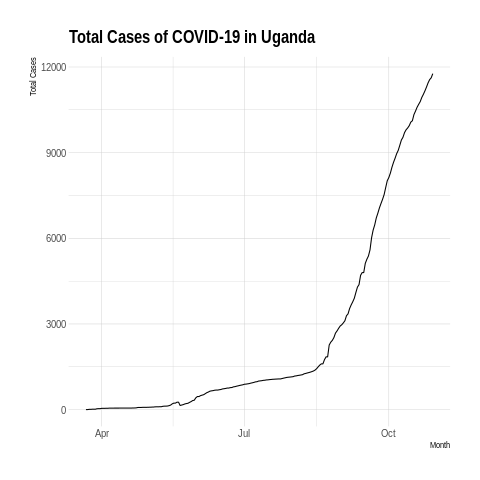 Total Cases of COVID-19 in Uganda
Total Cases
12000
9000
6000
3000
0
Apr Jul Oct
Month